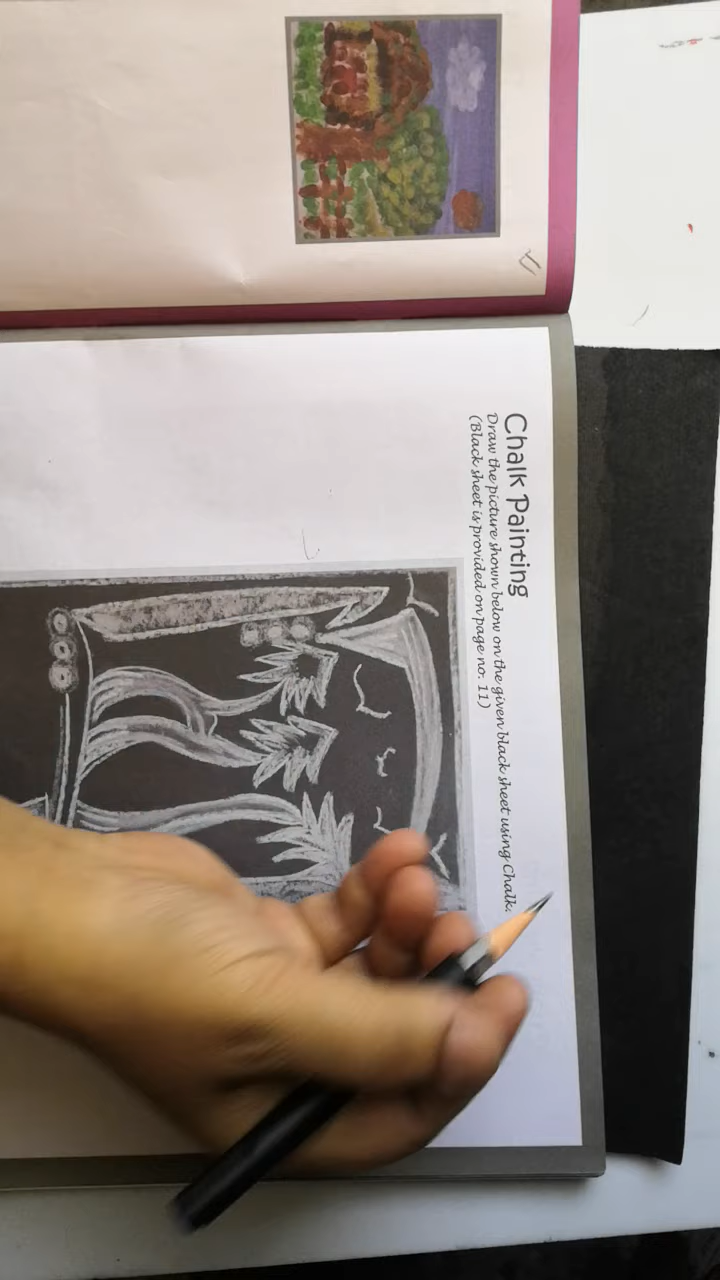 Chalk Painting
Draw the picture shown below on the given black sheet using Chalk.
(Black sheet is provided on page no. 11)